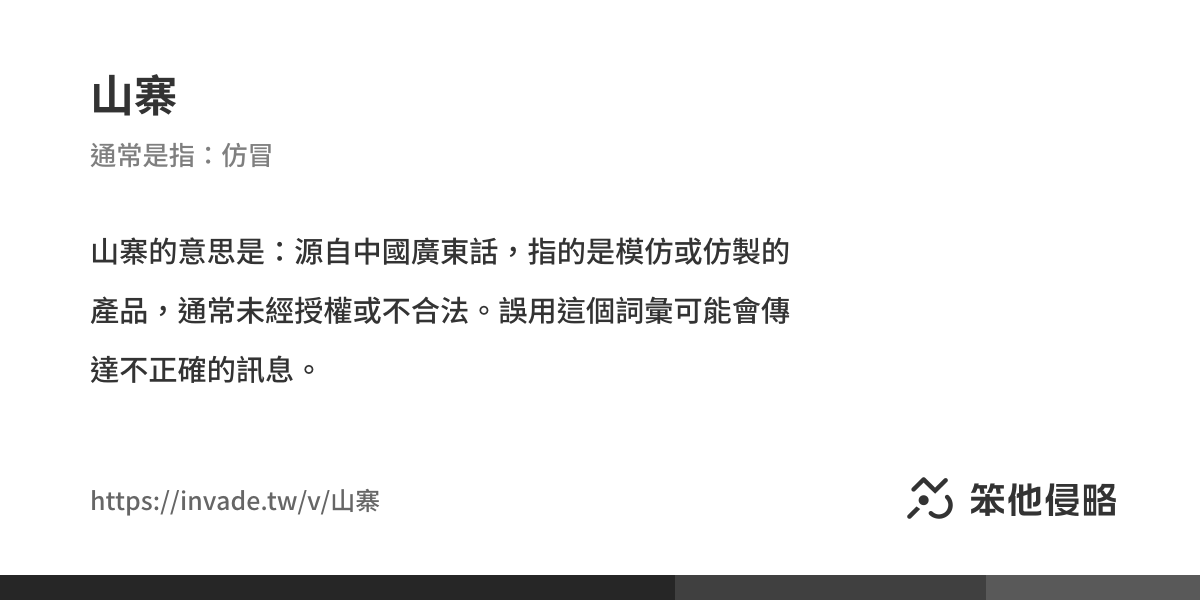 山寨
通常是指：仿冒
山寨的意思是：源自中國廣東話，指的是模仿或仿製的
產品，通常未經授權或不合法。誤用這個詞彙可能會傳
達不正確的訊息。
https://invade.tw/v/山寨
笨他侵略